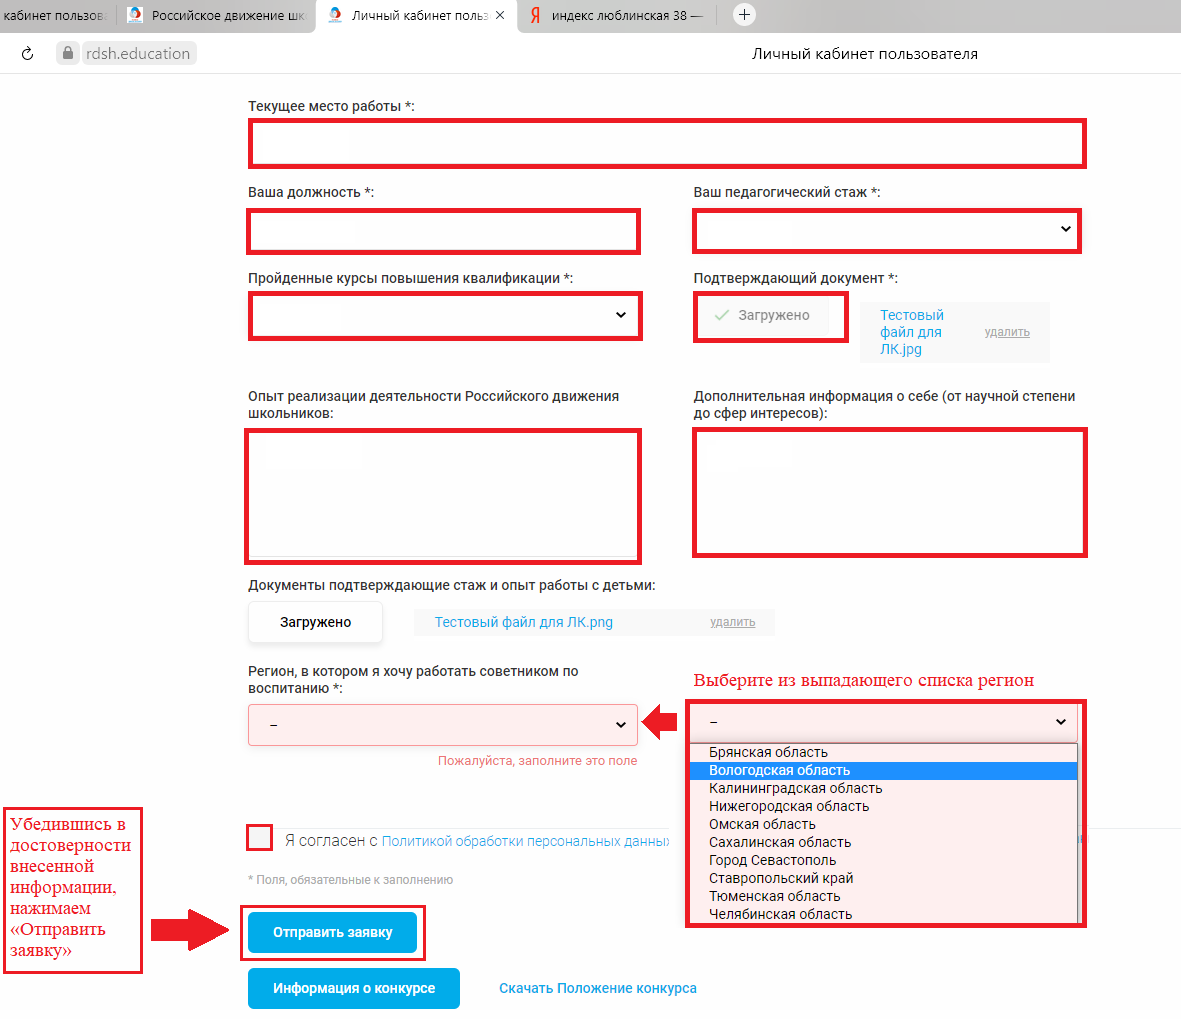 кабинет пользов
Российское движение шк
Личный кабинет поль
Я индекс люблинская 38 —
rdsh.education
Личный кабинет пользователя
Текущее место работы *:
Ваша должность *:
Ваш педагогический стаж *:
Пройденные курсы повышения квалификации *:
Подтверждающий документ *:
Загружено
Тестовый
файл для
ЛК.jpg
удалить
Опыт реализации деятельности Российского движения
школьников:
Дополнительная информация о себе (от научной степени
до сфер интересов):
Документы подтверждающие стаж и опыт работы с детьми:
Загружено
Тестовый файл для ЛК.png
удалить
Регион, в котором я хочу работать советником по
воспитанию *:
–
Пожалуйста, заполните это поле
Выберите из выпадающего списка регион
–
Брянская область
Вологодская область
Калининградская область
Нижегородская область
Омская область
Сахалинская область
Город Севастополь
Ставропольский край
Тюменская область
Челябинская область
Убедившись в
достоверности
внесенной
информации,
нажимаем
«Отправить
заявку»
Я согласен с Политикой обработки персональных данных
* Поля, обязательные к заполнению
Отправить заявку
Информация о конкурсе
Скачать Положение конкурса